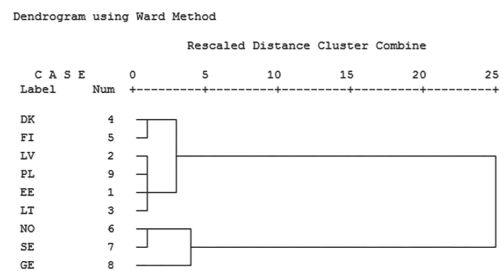 Dendrogram using Ward Method
Rescaled Distance Cluster Combine
C A S E 0 5 10 15 20 25
Label Num +---------+---------+---------+---------+---------+
DK 4
FI 5
LV 2
PL 9
EE 1
LT 3
NO 6
SE 7
GE 8